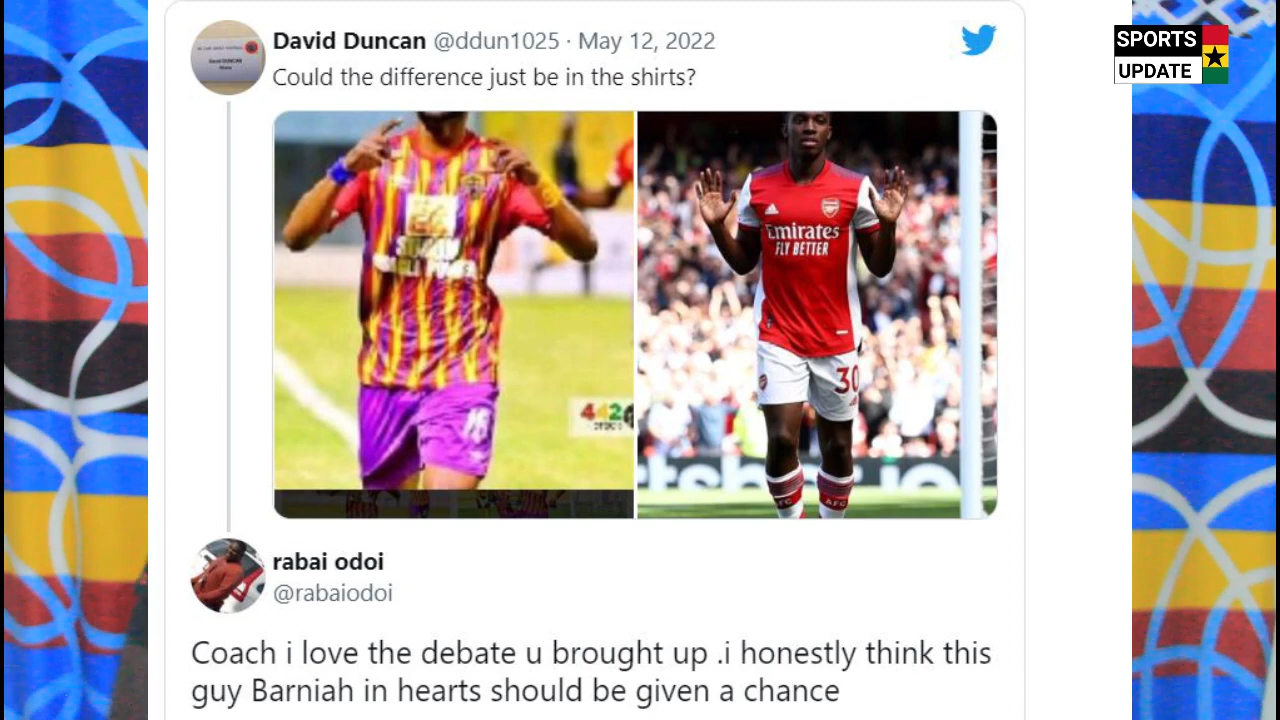 SPORTS
UPDATE
David Duncan @ddun1025 · May 12, 2022
Could the difference just be in the shirts?
Emirates
FLY BETTER
30
16
442
rabai odoi
@rabaiodoi
Coach i love the debate u brought up .i honestly think this
guy Barniah in hearts should be given a chance